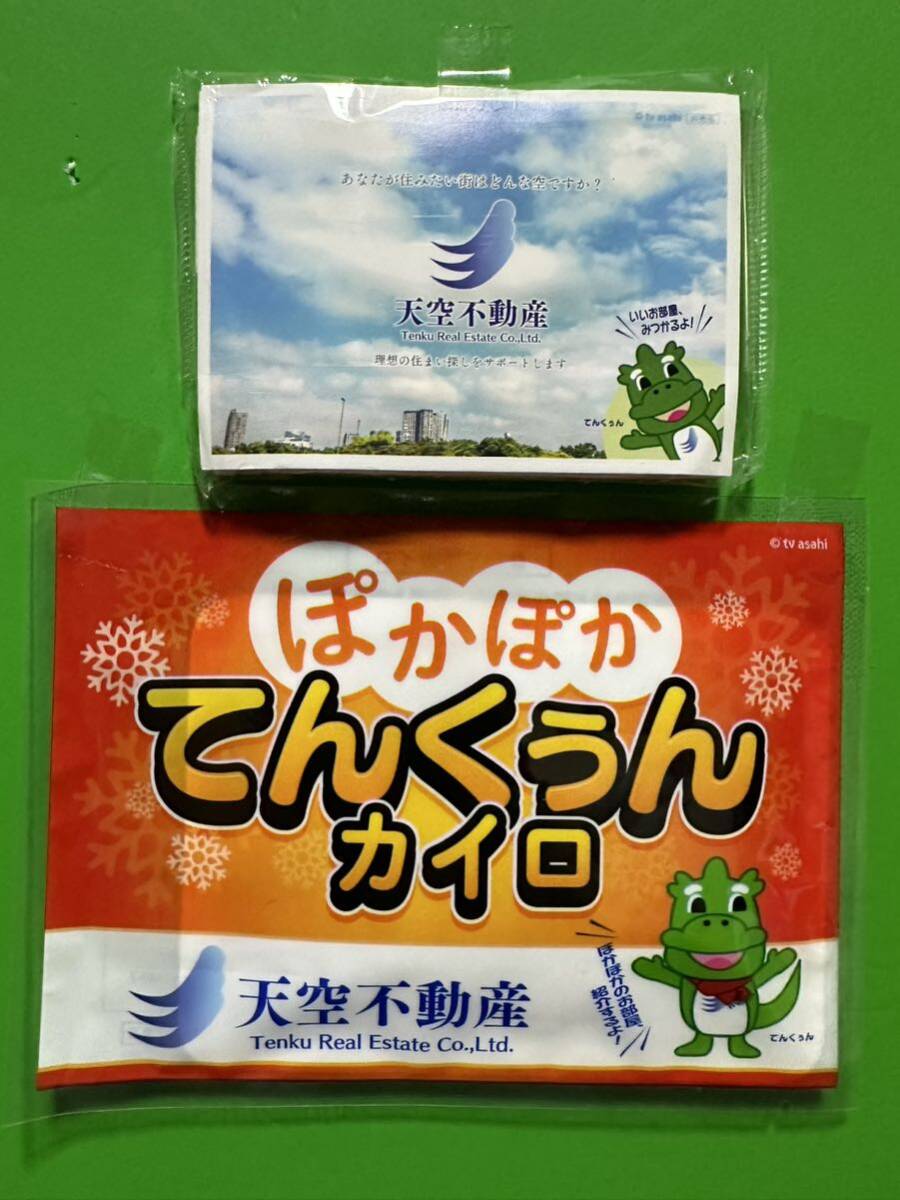 © tv asahi
あなたが住みたい街はどんな空ですか？
天空不動産
Tenku Real Estate Co.,Ltd.
理想の住まい探しをサポートします
いいお部屋、
みつかるよ！
てんくぅん
© tv asahi
ぽかぽか
てんくぅん
カイロ
天空不動産
Tenku Real Estate Co.,Ltd.
ぽかぽかのお部屋、
紹介するよ！
てんくぅん